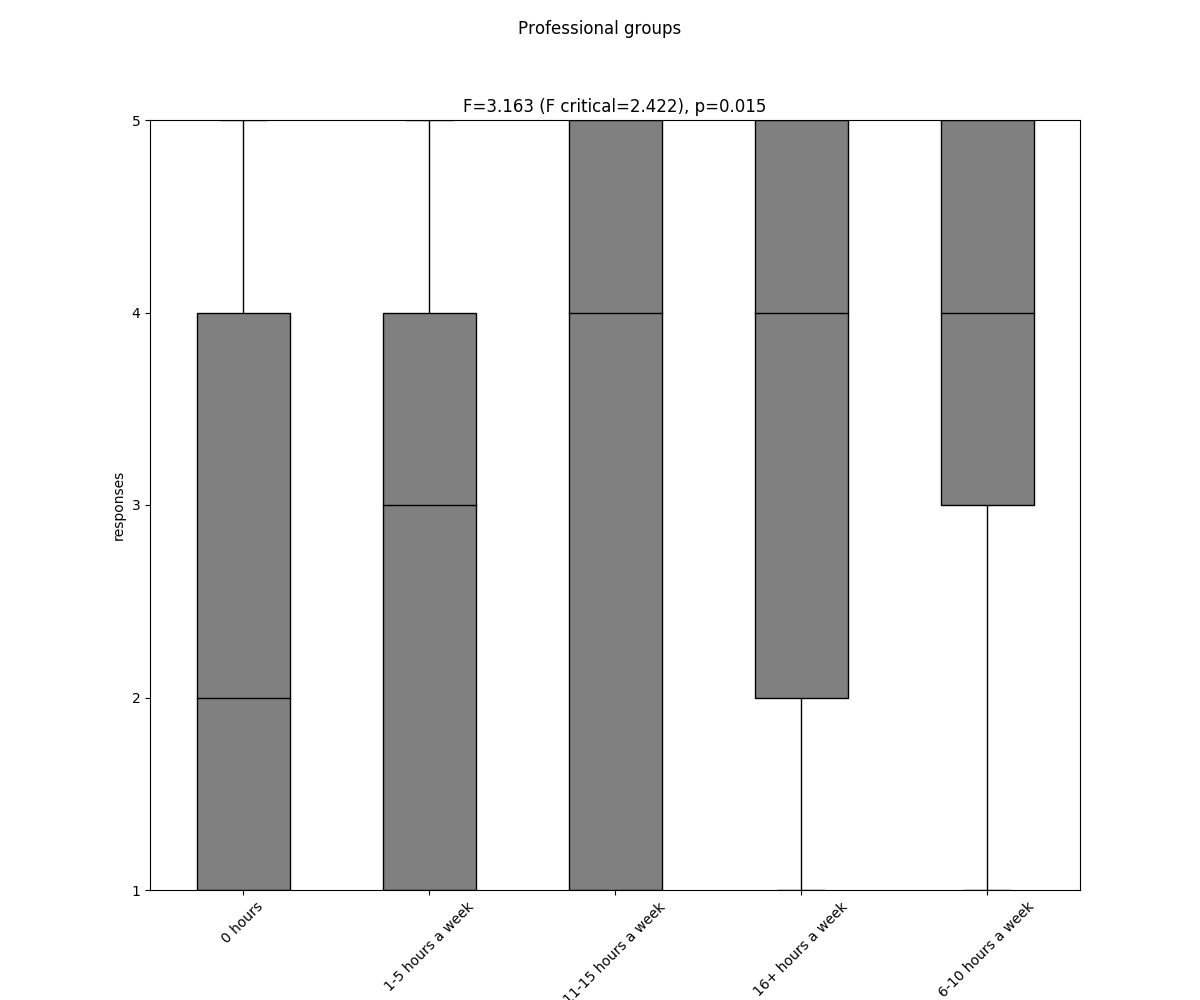 Professional groups
F=3.163 (F critical=2.422), p=0.015
5
4
3
2
1
responses
0 hours
1-5 hours a week
11-15 hours a week
16+ hours a week
6-10 hours a week